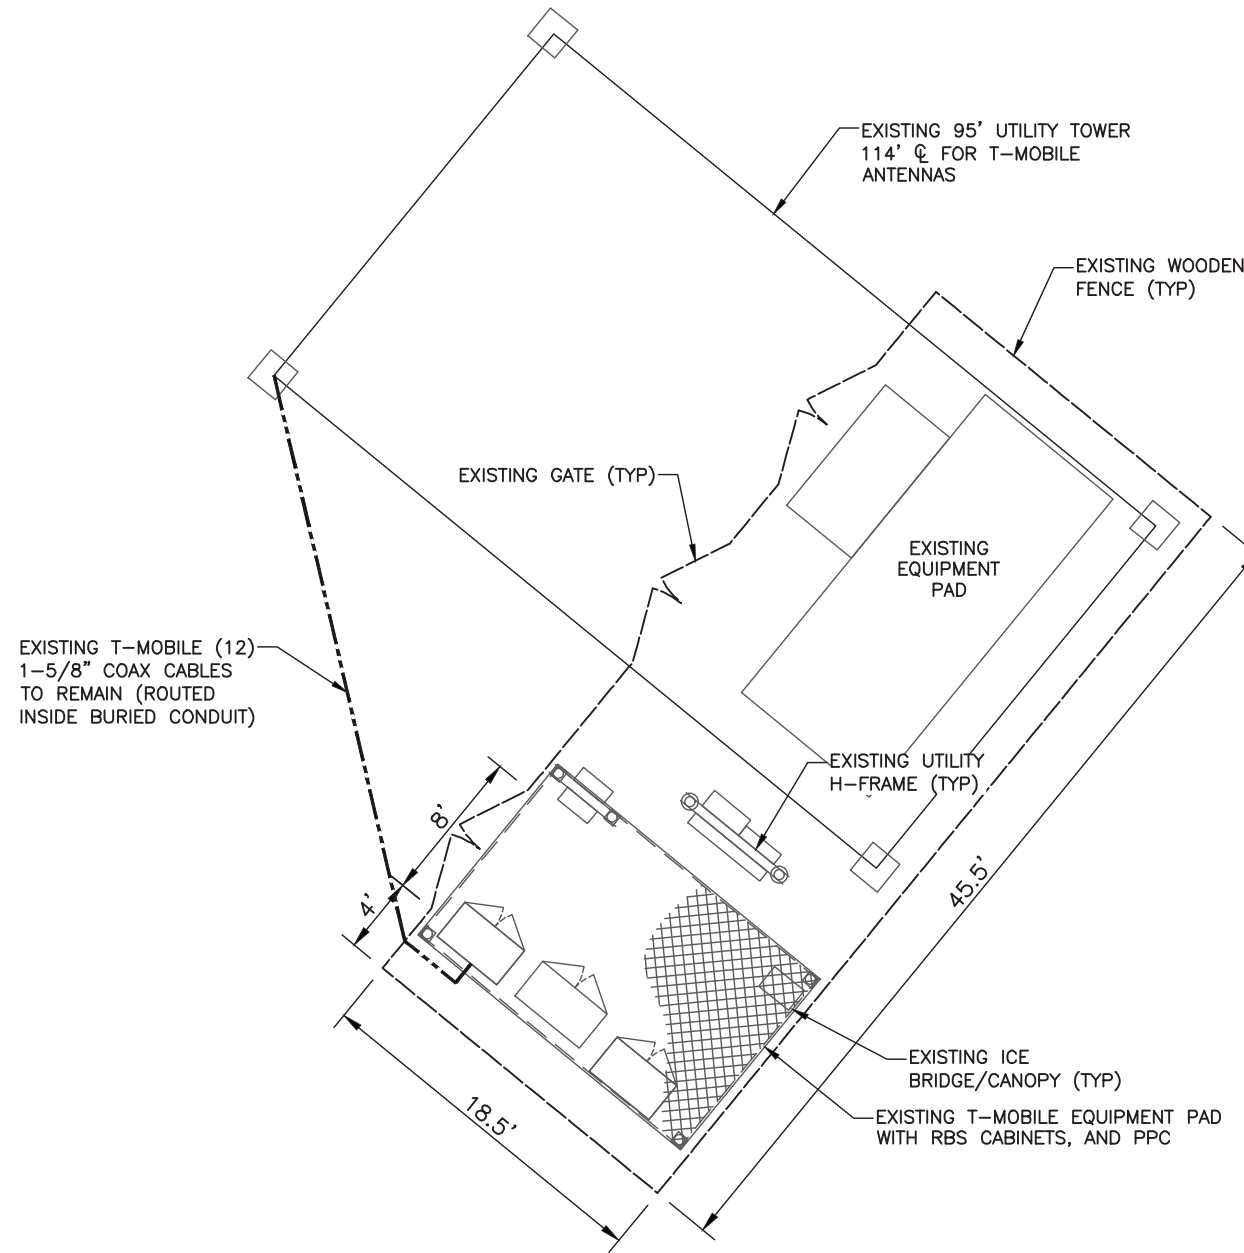 EXISTING 95' UTILITY TOWER
114' ℄ FOR T-MOBILE
ANTENNAS
EXISTING WOODEN
FENCE (TYP)
EXISTING GATE (TYP)
EXISTING
EQUIPMENT
PAD
EXISTING T-MOBILE (12)
1-5/8" COAX CABLES
TO REMAIN (ROUTED
INSIDE BURIED CONDUIT)
EXISTING UTILITY
H-FRAME (TYP)
8'
4'
45.5'
18.5'
EXISTING ICE
BRIDGE/CANOPY (TYP)
EXISTING T-MOBILE EQUIPMENT PAD
WITH RBS CABINETS, AND PPC